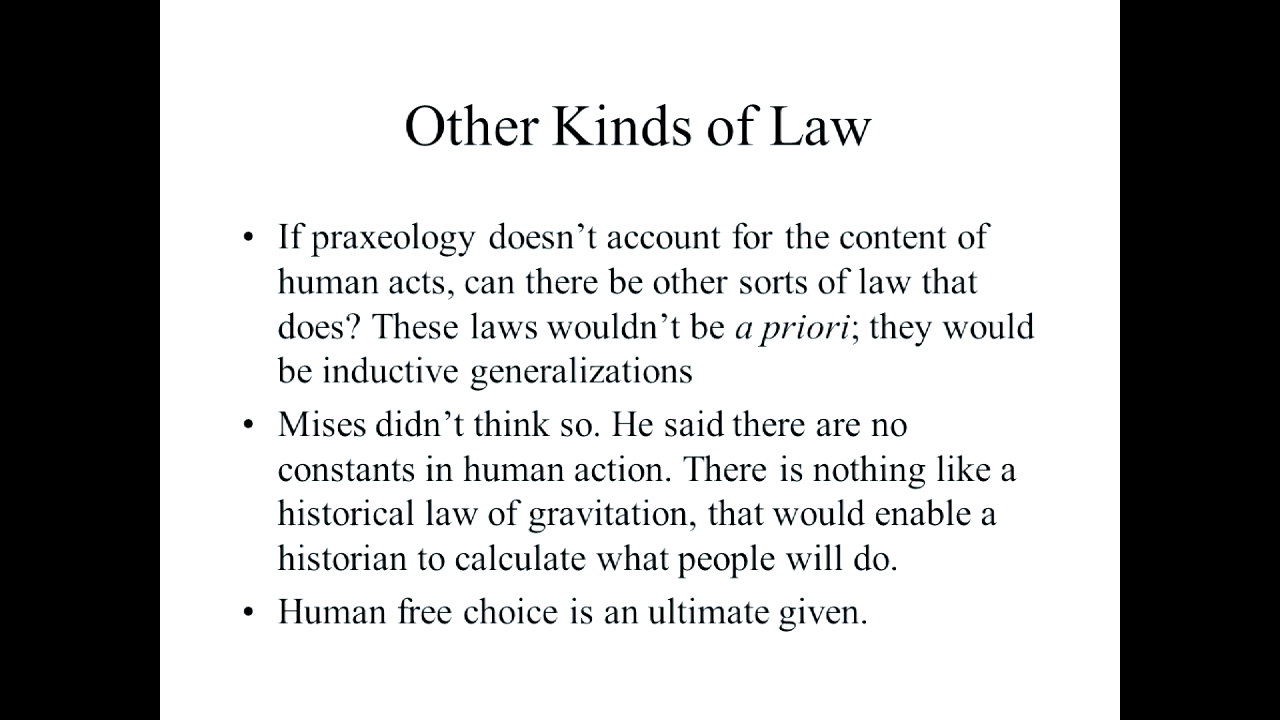 Other Kinds of Law
• If praxeology doesn’t account for the content of
human acts, can there be other sorts of law that
does? These laws wouldn’t be a priori; they would
be inductive generalizations
• Mises didn’t think so. He said there are no
constants in human action. There is nothing like a
historical law of gravitation, that would enable a
historian to calculate what people will do.
• Human free choice is an ultimate given.